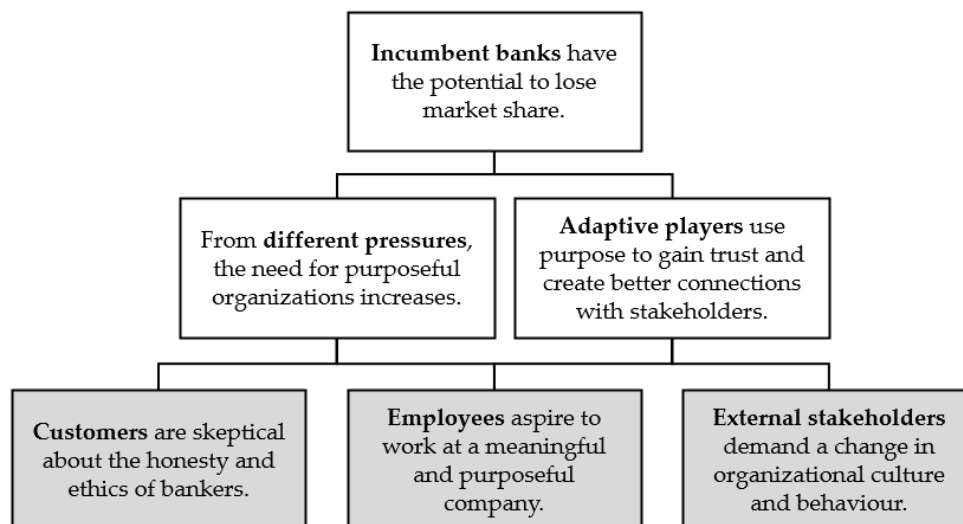 Incumbent banks have
the potential to lose
market share.
From different pressures,
the need for purposeful
organizations increases.
Adaptive players use
purpose to gain trust and
create better connections
with stakeholders.
Customers are skeptical
about the honesty and
ethics of bankers.
Employees aspire to
work at a meaningful
and purposeful
company.
External stakeholders
demand a change in
organizational culture
and behaviour.